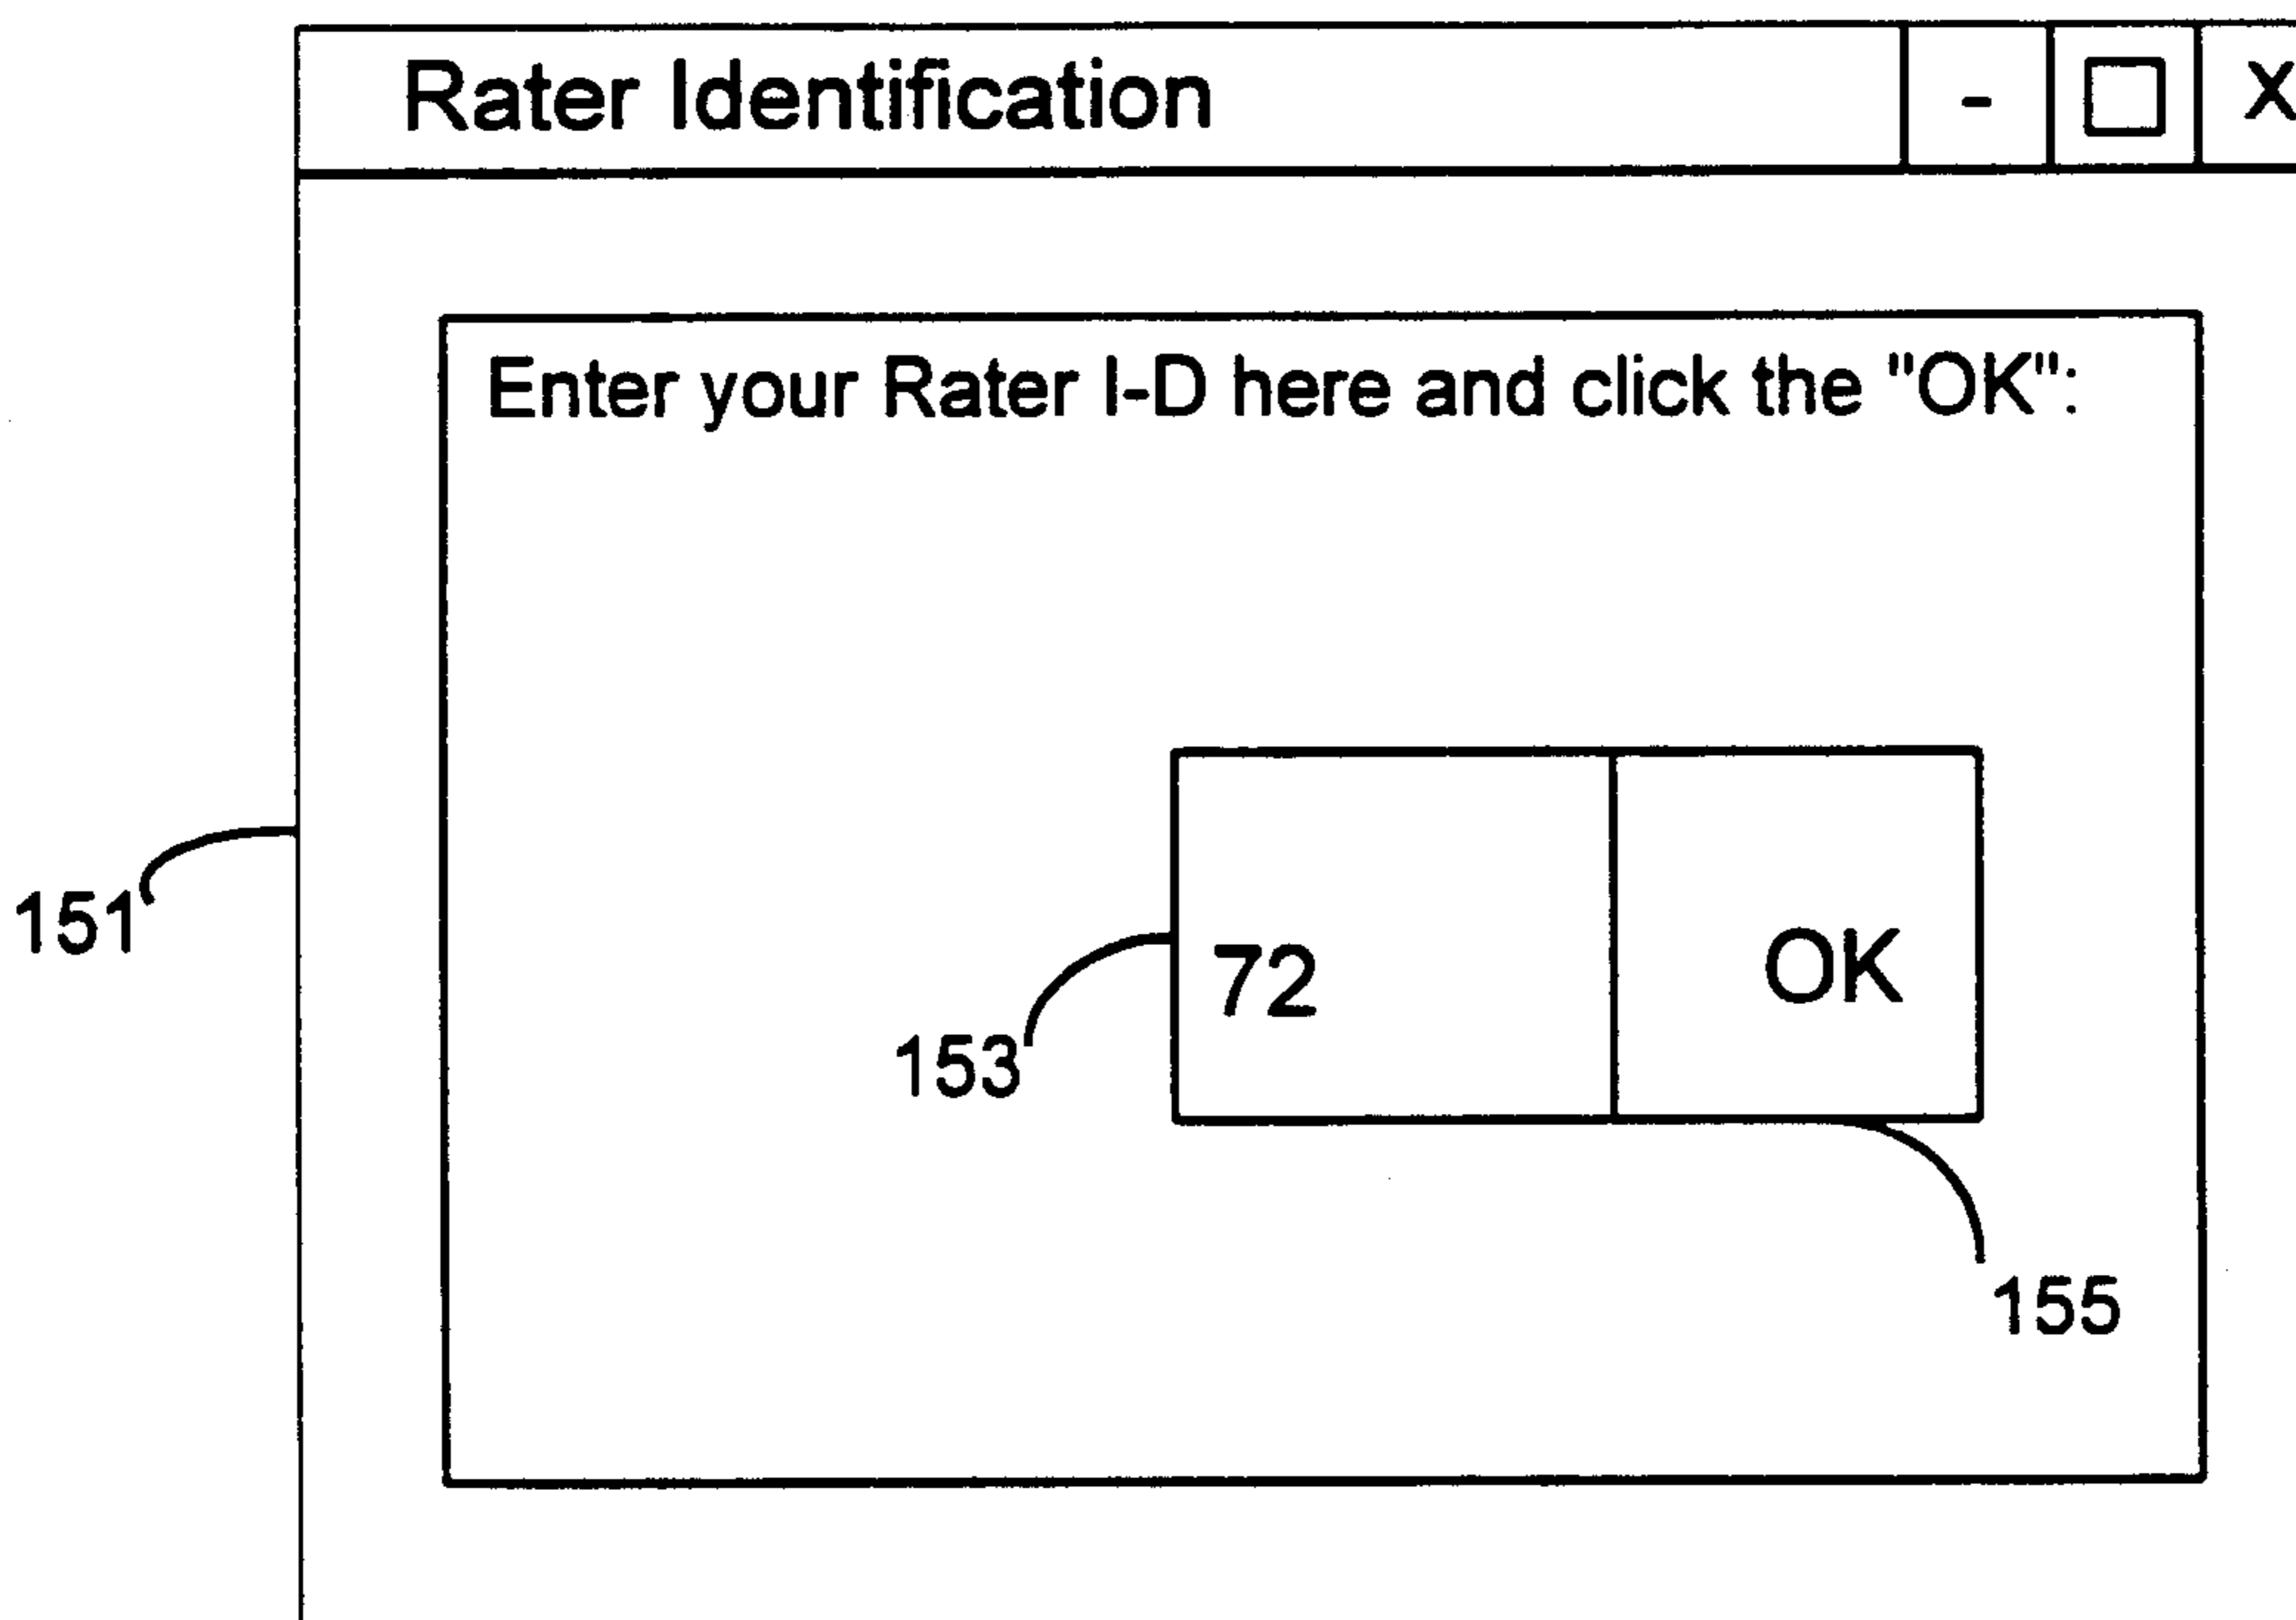 Rater Identification - X
Enter your Rater I-D here and click the "OK":
151
72 OK
153
155